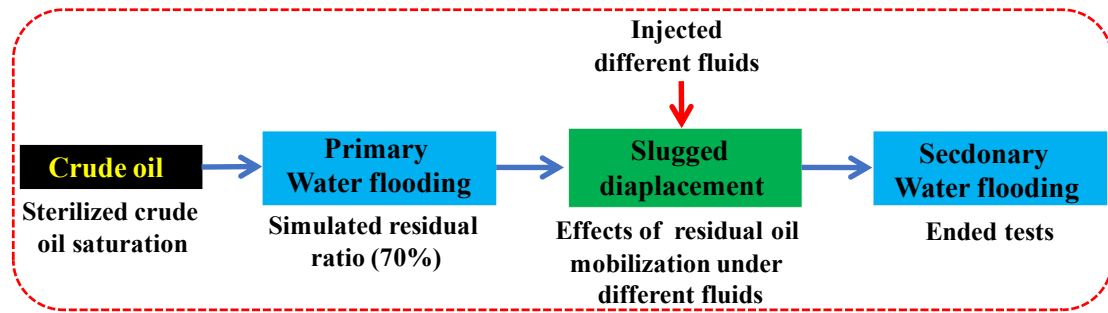 Injected
different fluids
Crude oil
Sterilized crude
oil saturation
Primary
Water flooding
Simulated residual
ratio (70%)
Slugged
diaplacement
Effects of residual oil
mobilization under
different fluids
Secdonary
Water flooding
Ended tests